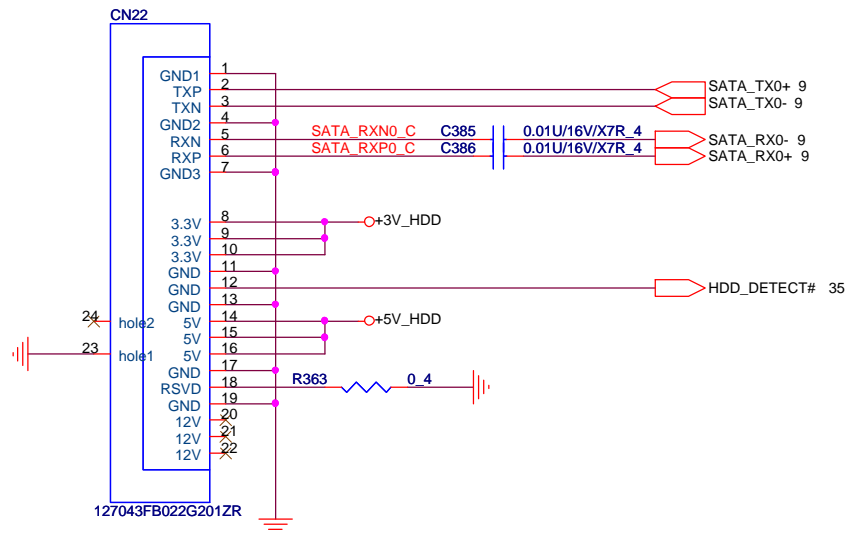 CN22
GND1 1
TXP 2 SATA_TX0+ 9
TXN 3 SATA_TX0- 9
GND2 4
RXN 5 SATA_RXN0_C C385 0.01U/16V/X7R_4 SATA_RX0- 9
RXP 6 SATA_RXP0_C C386 0.01U/16V/X7R_4 SATA_RX0+ 9
GND3 7
3.3V 8 +3V_HDD
3.3V 9
3.3V 10
GND 11
GND 12 HDD_DETECT# 35
GND 13
24 hole2 5V 14 +5V_HDD
5V 15
23 hole1 5V 16
GND 17
RSVD 18 R363 0_4
GND 19
12V 20
12V 21
12V 22
127043FB022G201ZR